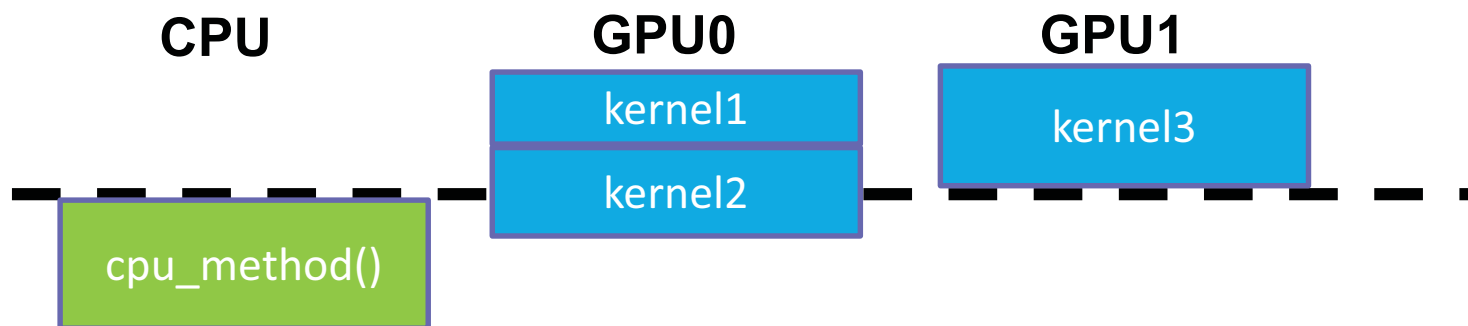 CPU
GPU0
GPU1
kernel1
kernel3
kernel2
cpu_method()